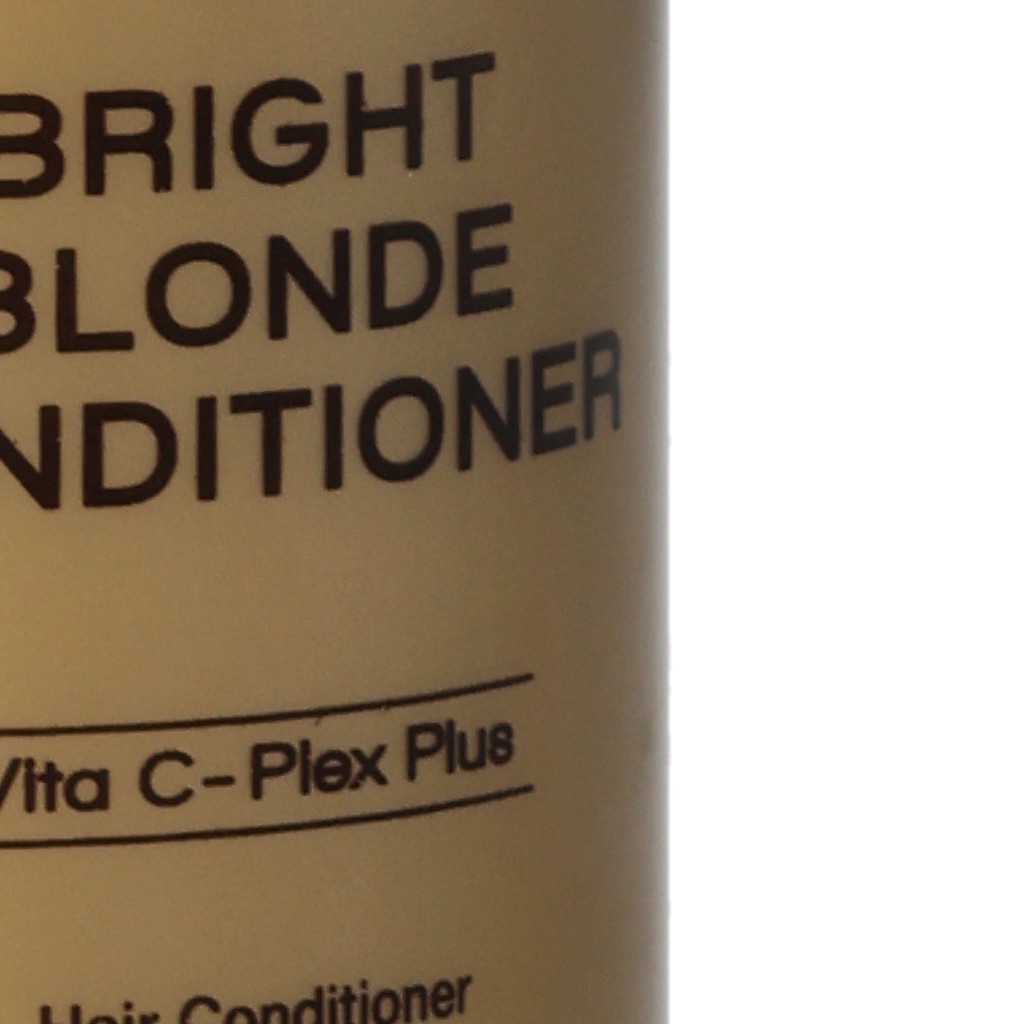 BRIGHT
BLONDE
NDITIONER
Vita C-Plex Plus
Hair Conditioner